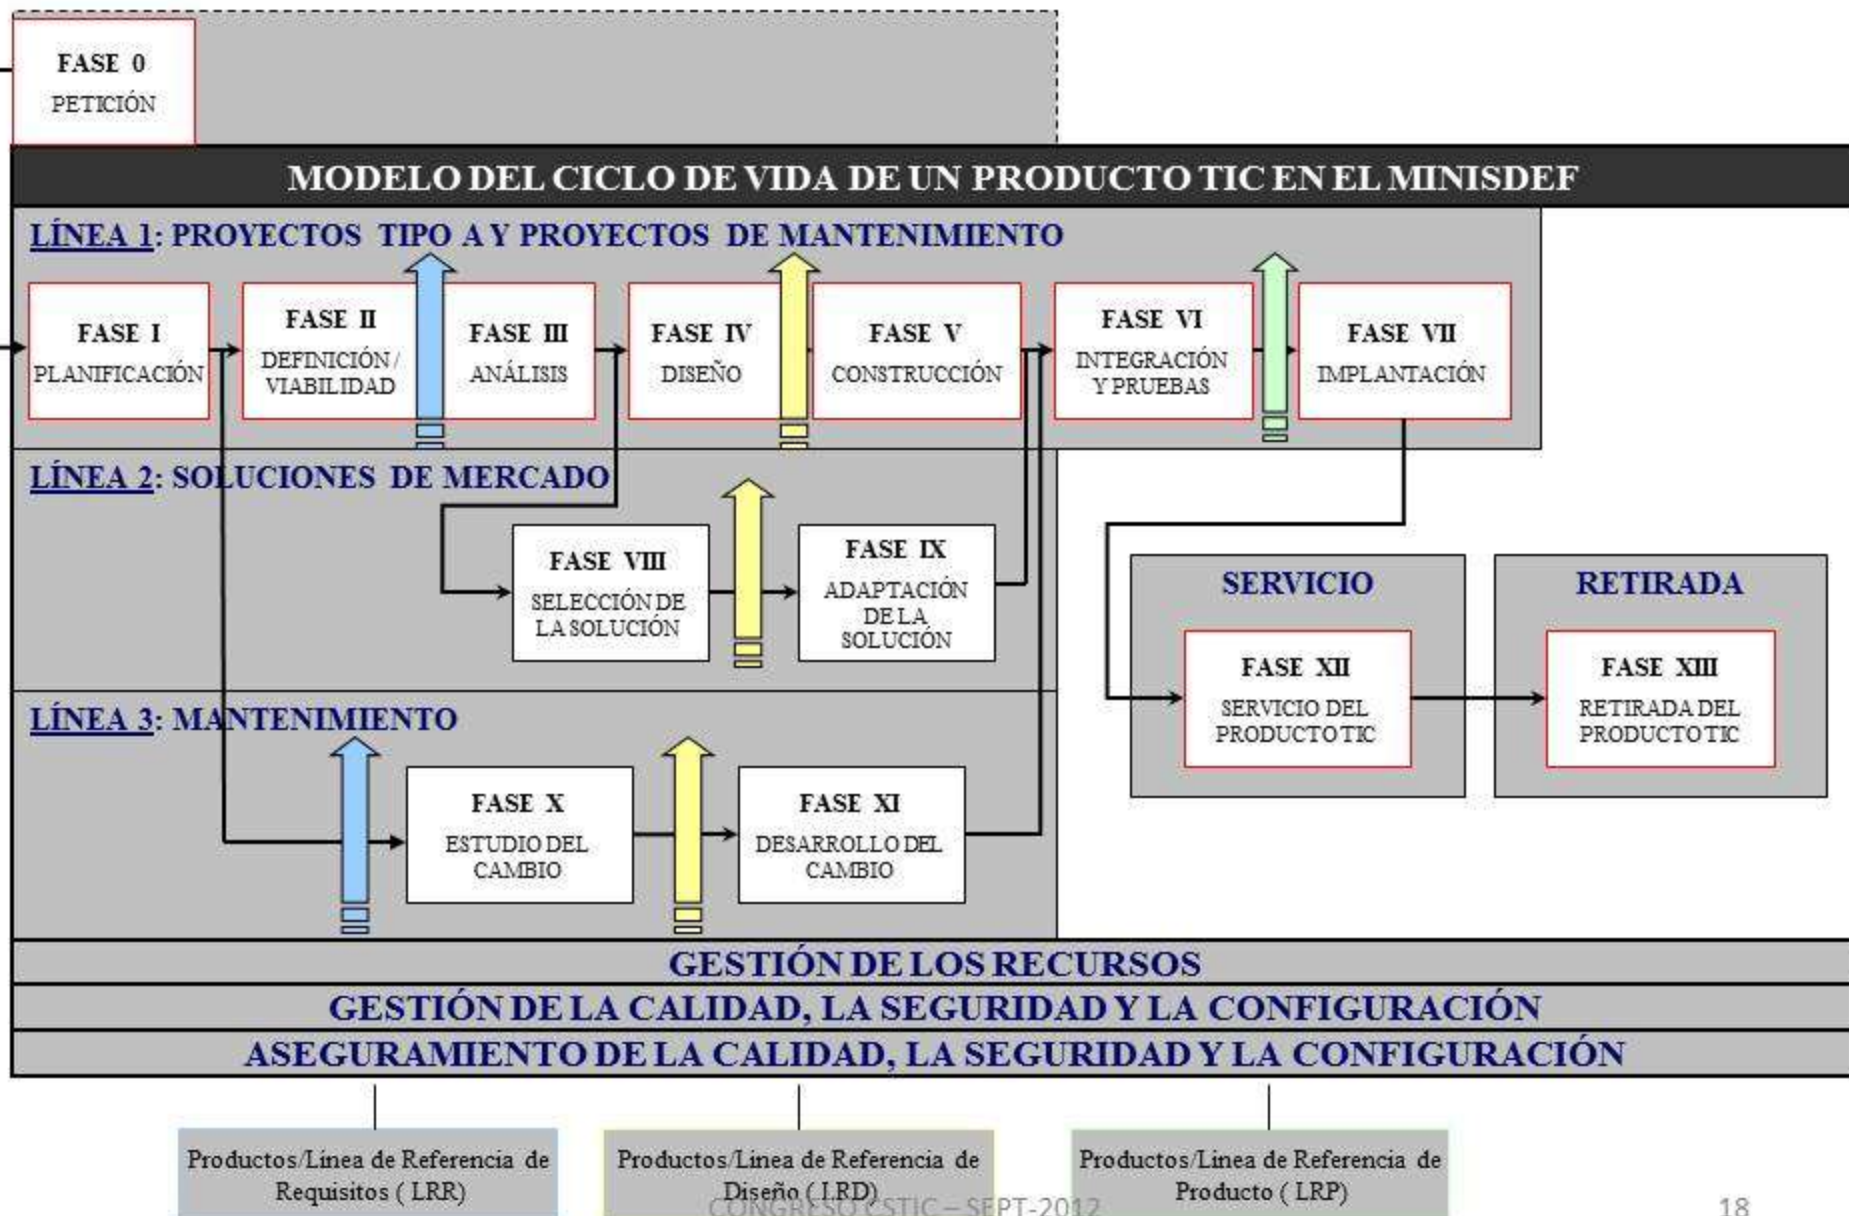 FASE 0
PETICIÓN
MODELO DEL CICLO DE VIDA DE UN PRODUCTO TIC EN EL MINISDEF
LÍNEA 1: PROYECTOS TIPO A Y PROYECTOS DE MANTENIMIENTO
FASE I
PLANIFICACIÓN
FASE II
DEFINICIÓN /
VIABILIDAD
FASE III
ANÁLISIS
FASE IV
DISEÑO
FASE V
CONSTRUCCIÓN
FASE VI
INTEGRACIÓN
Y PRUEBAS
FASE VII
IMPLANTACIÓN
LÍNEA 2: SOLUCIONES DE MERCADO
FASE VIII
SELECCIÓN DE
LA SOLUCIÓN
FASE IX
ADAPTACIÓN
DE LA
SOLUCIÓN
SERVICIO
FASE XII
SERVICIO DEL
PRODUCTO TIC
RETIRADA
FASE XIII
RETIRADA DEL
PRODUCTO TIC
LÍNEA 3: MANTENIMIENTO
FASE X
ESTUDIO DEL
CAMBIO
FASE XI
DESARROLLO DEL
CAMBIO
GESTIÓN DE LOS RECURSOS
GESTIÓN DE LA CALIDAD, LA SEGURIDAD Y LA CONFIGURACIÓN
ASEGURAMIENTO DE LA CALIDAD, LA SEGURIDAD Y LA CONFIGURACIÓN
Productos/Linea de Referencia de
Requisitos ( LRR)
Productos/Linea de Referencia de
Diseño ( LRD)
Productos/Linea de Referencia de
Producto ( LRP)
CONGRESO CSTIC – SEPT-2012
18